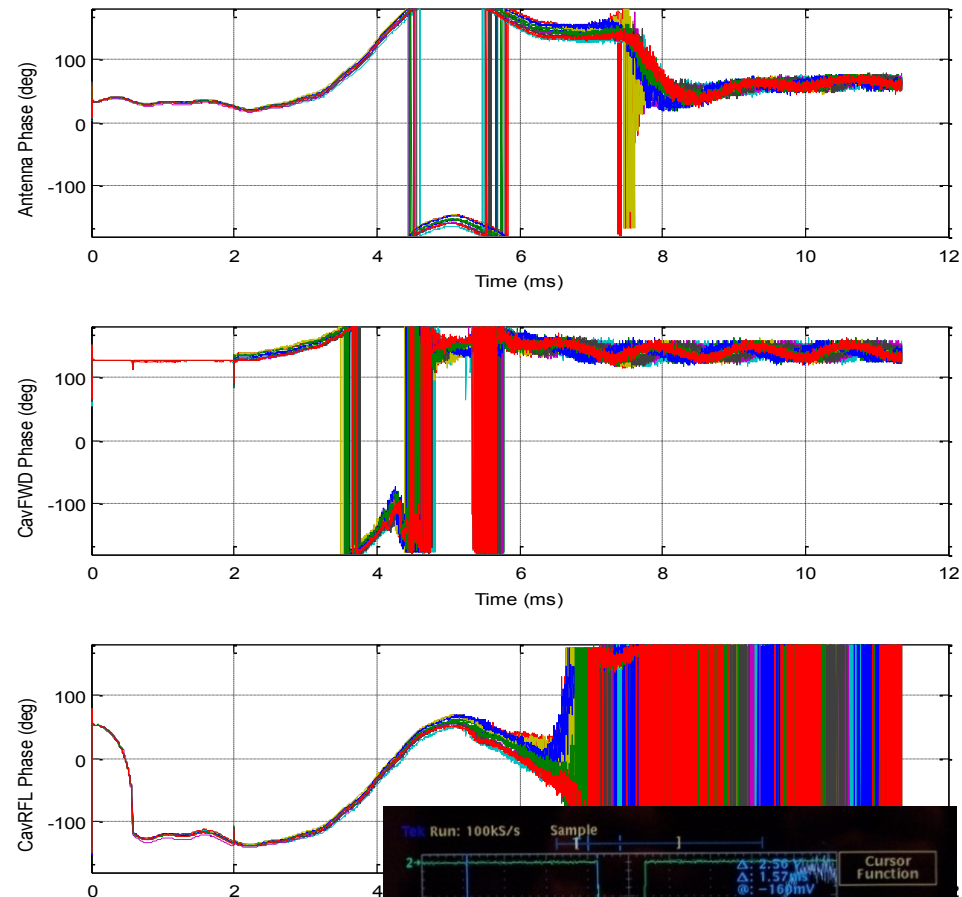 100
0
-100
Antenna Phase (deg)
0 2 4 6 8 10 12
Time (ms)
100
0
-100
CavFWD Phase (deg)
0 2 4 6 8 10 12
Time (ms)
100
0
-100
CavRFL Phase (deg)
0 2
Tek Run: 100kS/s Sample
2
Δ: 2.56 V
Δ: 1.57ms
@: -160mV
Cursor
Function